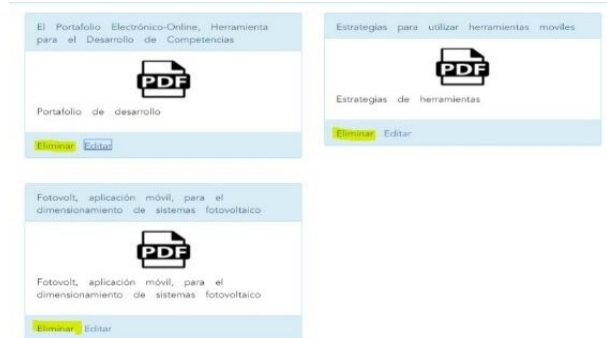 El Portafolio Electrónico-Online, Herramienta
para el Desarrollo de Competencias
PDF
Portafolio de desarrollo
Eliminar Editar
Estrategias para utilizar herramientas moviles
PDF
Estrategias de herramientas
Eliminar Editar
Fotovolt, aplicación móvil, para el
dimensionamiento de sistemas fotovoltaico
PDF
Fotovolt, aplicación móvil, para el
dimensionamiento de sistemas fotovoltaico
Eliminar Editar